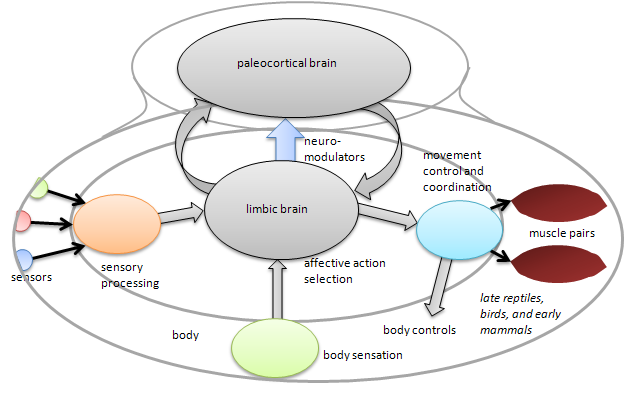 paleocortical brain
neuro-
modulators
movement
control and
coordination
limbic brain
muscle pairs
sensors
sensory
processing
affective action
selection
late reptiles,
birds, and early
mammals
body
body controls
body sensation